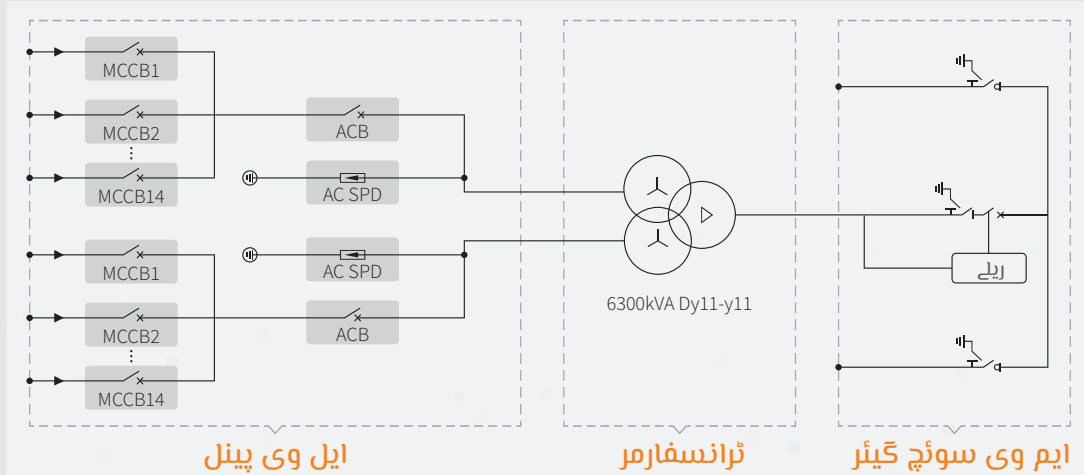 MCCB1
MCCB2
MCCB14
ACB
AC SPD
MCCB1
MCCB2
MCCB14
AC SPD
ACB
6300kVA Dy11-y11
ریلے
ایل وی پینل
ٹرانسفارمر
ایم وی سوئچ گیئر